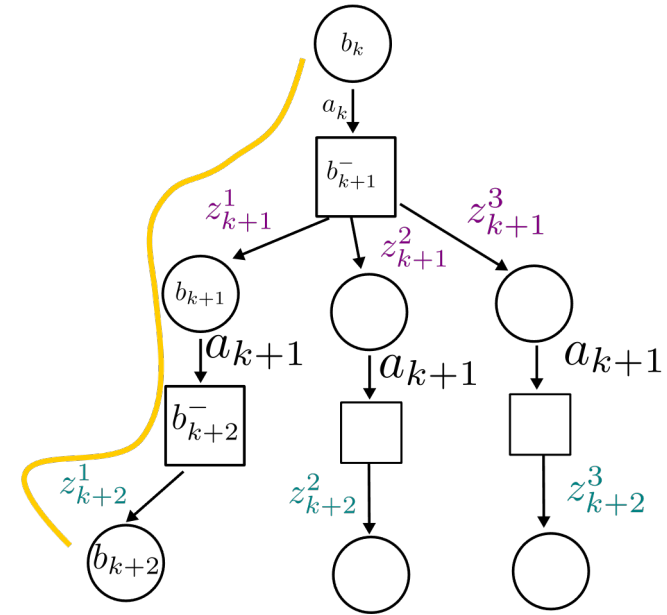 b_k
a_k
b^-_{k+1}
z^1_{k+1}
z^2_{k+1}
z^3_{k+1}
b_{k+1}
a_{k+1}
a_{k+1}
a_{k+1}
b^-_{k+2}
z^1_{k+2}
z^2_{k+2}
z^3_{k+2}
b_{k+2}